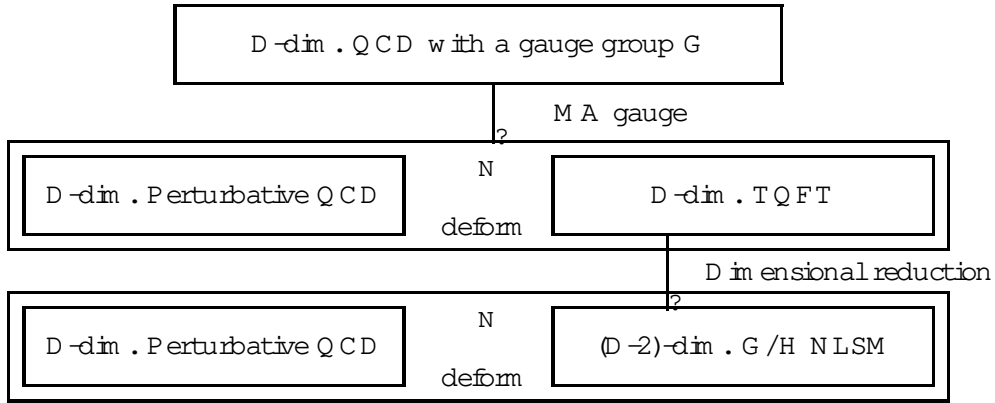 D-dim. QCD with a gauge group G
MA gauge
?
D-dim. Perturbative QCD
N
deform
D-dim. TQFT
Dimensional reduction
?
D-dim. Perturbative QCD
N
deform
(D-2)-dim. G/H NLSM